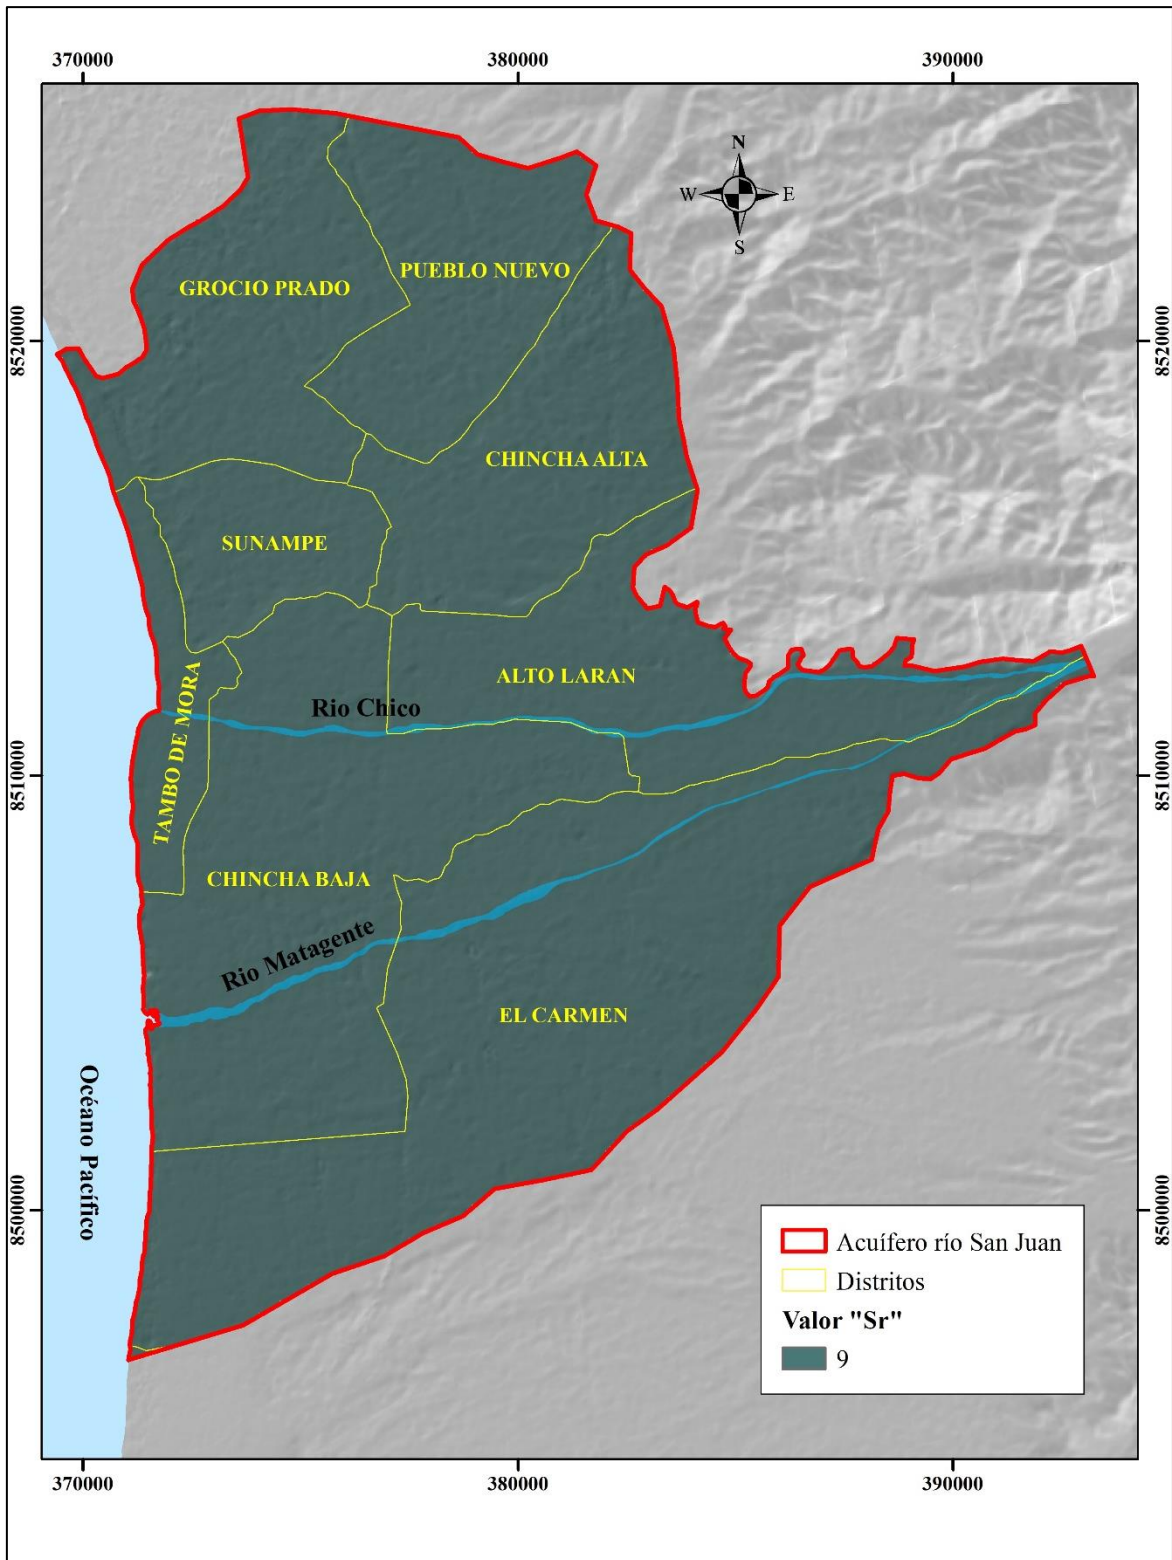 370000
380000
390000
N
W
E
S
PUEBLO NUEVO
GROCIO PRADO
8520000
8520000
CHINCHA ALTA
SUNAMPE
ALTO LARAN
TAMBO DE MORA
Rio Chico
8510000
8510000
CHINCHA BAJA
Rio Matagente
EL CARMEN
Océano Pacífico
8500000
8500000
Acuífero río San Juan
Distritos
Valor "Sr"
9
370000
380000
390000